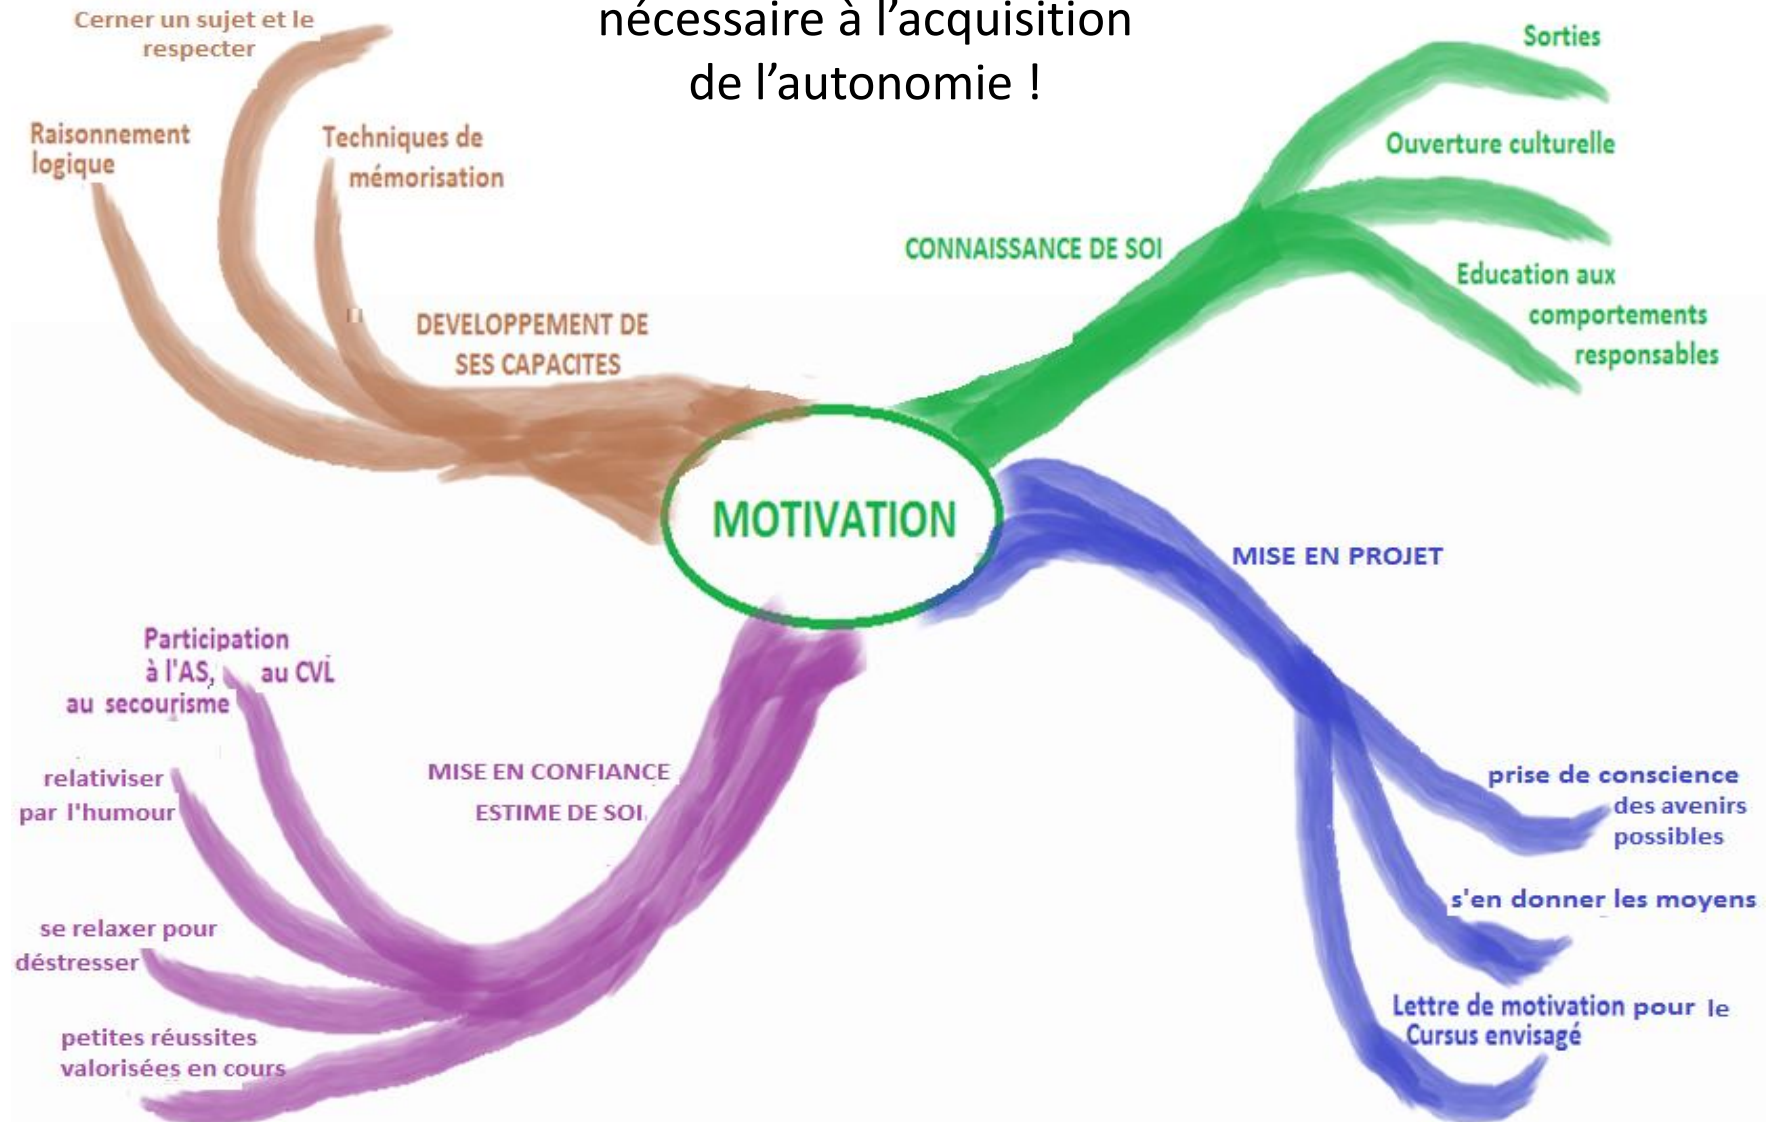 nécessaire à l’acquisition
de l’autonomie !
Cerner un sujet et le
respecter
Raisonnement
logique
Techniques de
mémorisation
DEVELOPPEMENT DE
SES CAPACITES
Sorties
Ouverture culturelle
CONNAISSANCE DE SOI
Education aux
comportements
responsables
MOTIVATION
MISE EN PROJET
prise de conscience
des avenirs
possibles
s'en donner les moyens
Lettre de motivation pour le
Cursus envisagé
Participation
à l'AS, au CVL
au secourisme
relativiser
par l'humour
MISE EN CONFIANCE
ESTIME DE SOI
se relaxer pour
déstresser
petites réussites
valorisées en cours